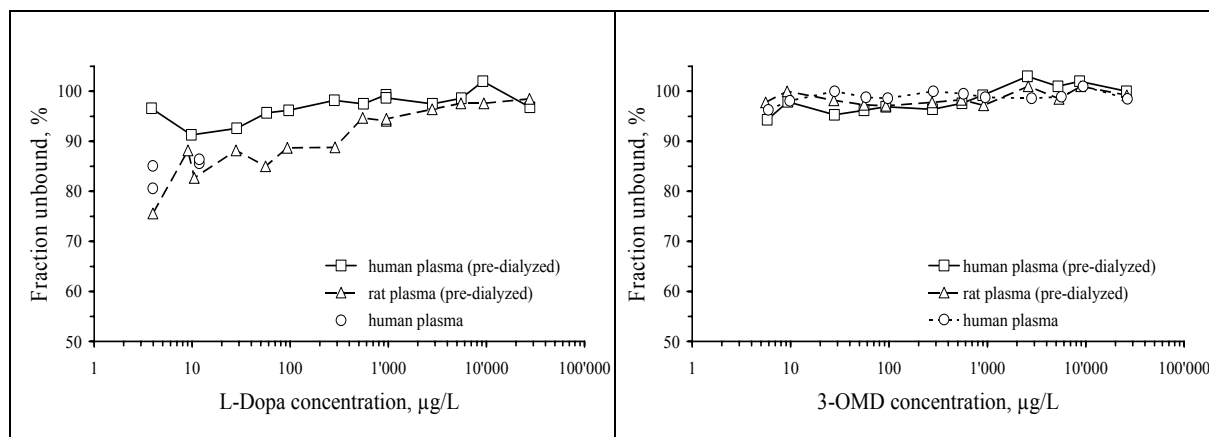 Fraction unbound, %
100
90
80
70
60
50
1 10 100 1'000 10'000 100'000
L-Dopa concentration, µg/L
human plasma (pre-dialyzed)
rat plasma (pre-dialyzed)
human plasma
Fraction unbound, %
100
90
80
70
60
50
1 10 100 1'000 10'000 100'000
3-OMD concentration, µg/L
human plasma (pre-dialyzed)
rat plasma (pre-dialyzed)
human plasma